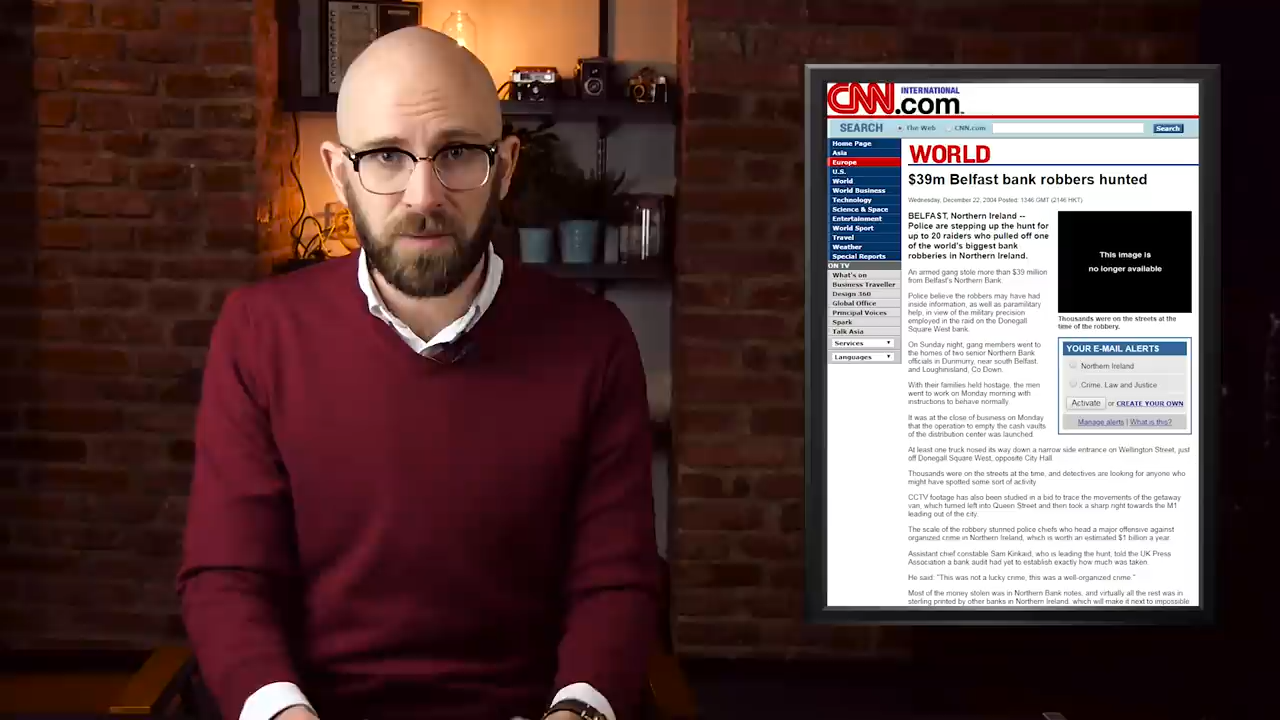 CNN.com INTERNATIONAL
SEARCH The Web CNN.com Search
Home Page
Asia
Europe
U.S.
World
World Business
Technology
Science & Space
Entertainment
World Sport
Travel
Weather
Special Reports
ON TV
What's on
Business Traveller
Design 360
Global Office
Principal Voices
Spark
Talk Asia
Services
Languages
WORLD
$39m Belfast bank robbers hunted
Wednesday, December 22, 2004 Posted: 1346 GMT (2146 HKT)
BELFAST, Northern Ireland --
Police are stepping up the hunt for
up to 20 raiders who pulled off one
of the world's biggest bank
robberies in Northern Ireland.
An armed gang stole more than $39 million
from Belfast's Northern Bank.
Police believe the robbers may have had
inside information, as well as paramilitary
help, in view of the military precision
employed in the raid on the Donegall
Square West bank.
On Sunday night, gang members went to
the homes of two senior Northern Bank
officials in Dunmurry, near south Belfast,
and Loughinisland, Co Down.
With their families held hostage, the men
went to work on Monday morning with
instructions to behave normally.
It was at the close of business on Monday
that the operation to empty the cash vaults
of the distribution center was launched.
This image is
no longer available
Thousands were on the streets at the
time of the robbery.
YOUR E-MAIL ALERTS
Northern Ireland
Crime, Law and Justice
Activate or CREATE YOUR OWN
Manage alerts | What is this?
At least one truck nosed its way down a narrow side entrance on Wellington Street, just
off Donegall Square West, opposite City Hall.
Thousands were on the streets at the time, and detectives are looking for anyone who
might have spotted some sort of activity
CCTV footage has also been studied in a bid to trace the movements of the getaway
van, which turned left into Queen Street and then took a sharp right towards the M1
leading out of the city.
The scale of the robbery stunned police chiefs who head a major offensive against
organized crime in Northern Ireland, which is worth an estimated $1 billion a year.
Assistant chief constable Sam Kinkaid, who is leading the hunt, told the UK Press
Association a bank audit had yet to establish exactly how much was taken.
He said: "This was not a lucky crime, this was a well-organized crime."
Most of the money stolen was in Northern Bank notes, and virtually all the rest was in
sterling printed by other banks in Northern Ireland, which will make it next to impossible